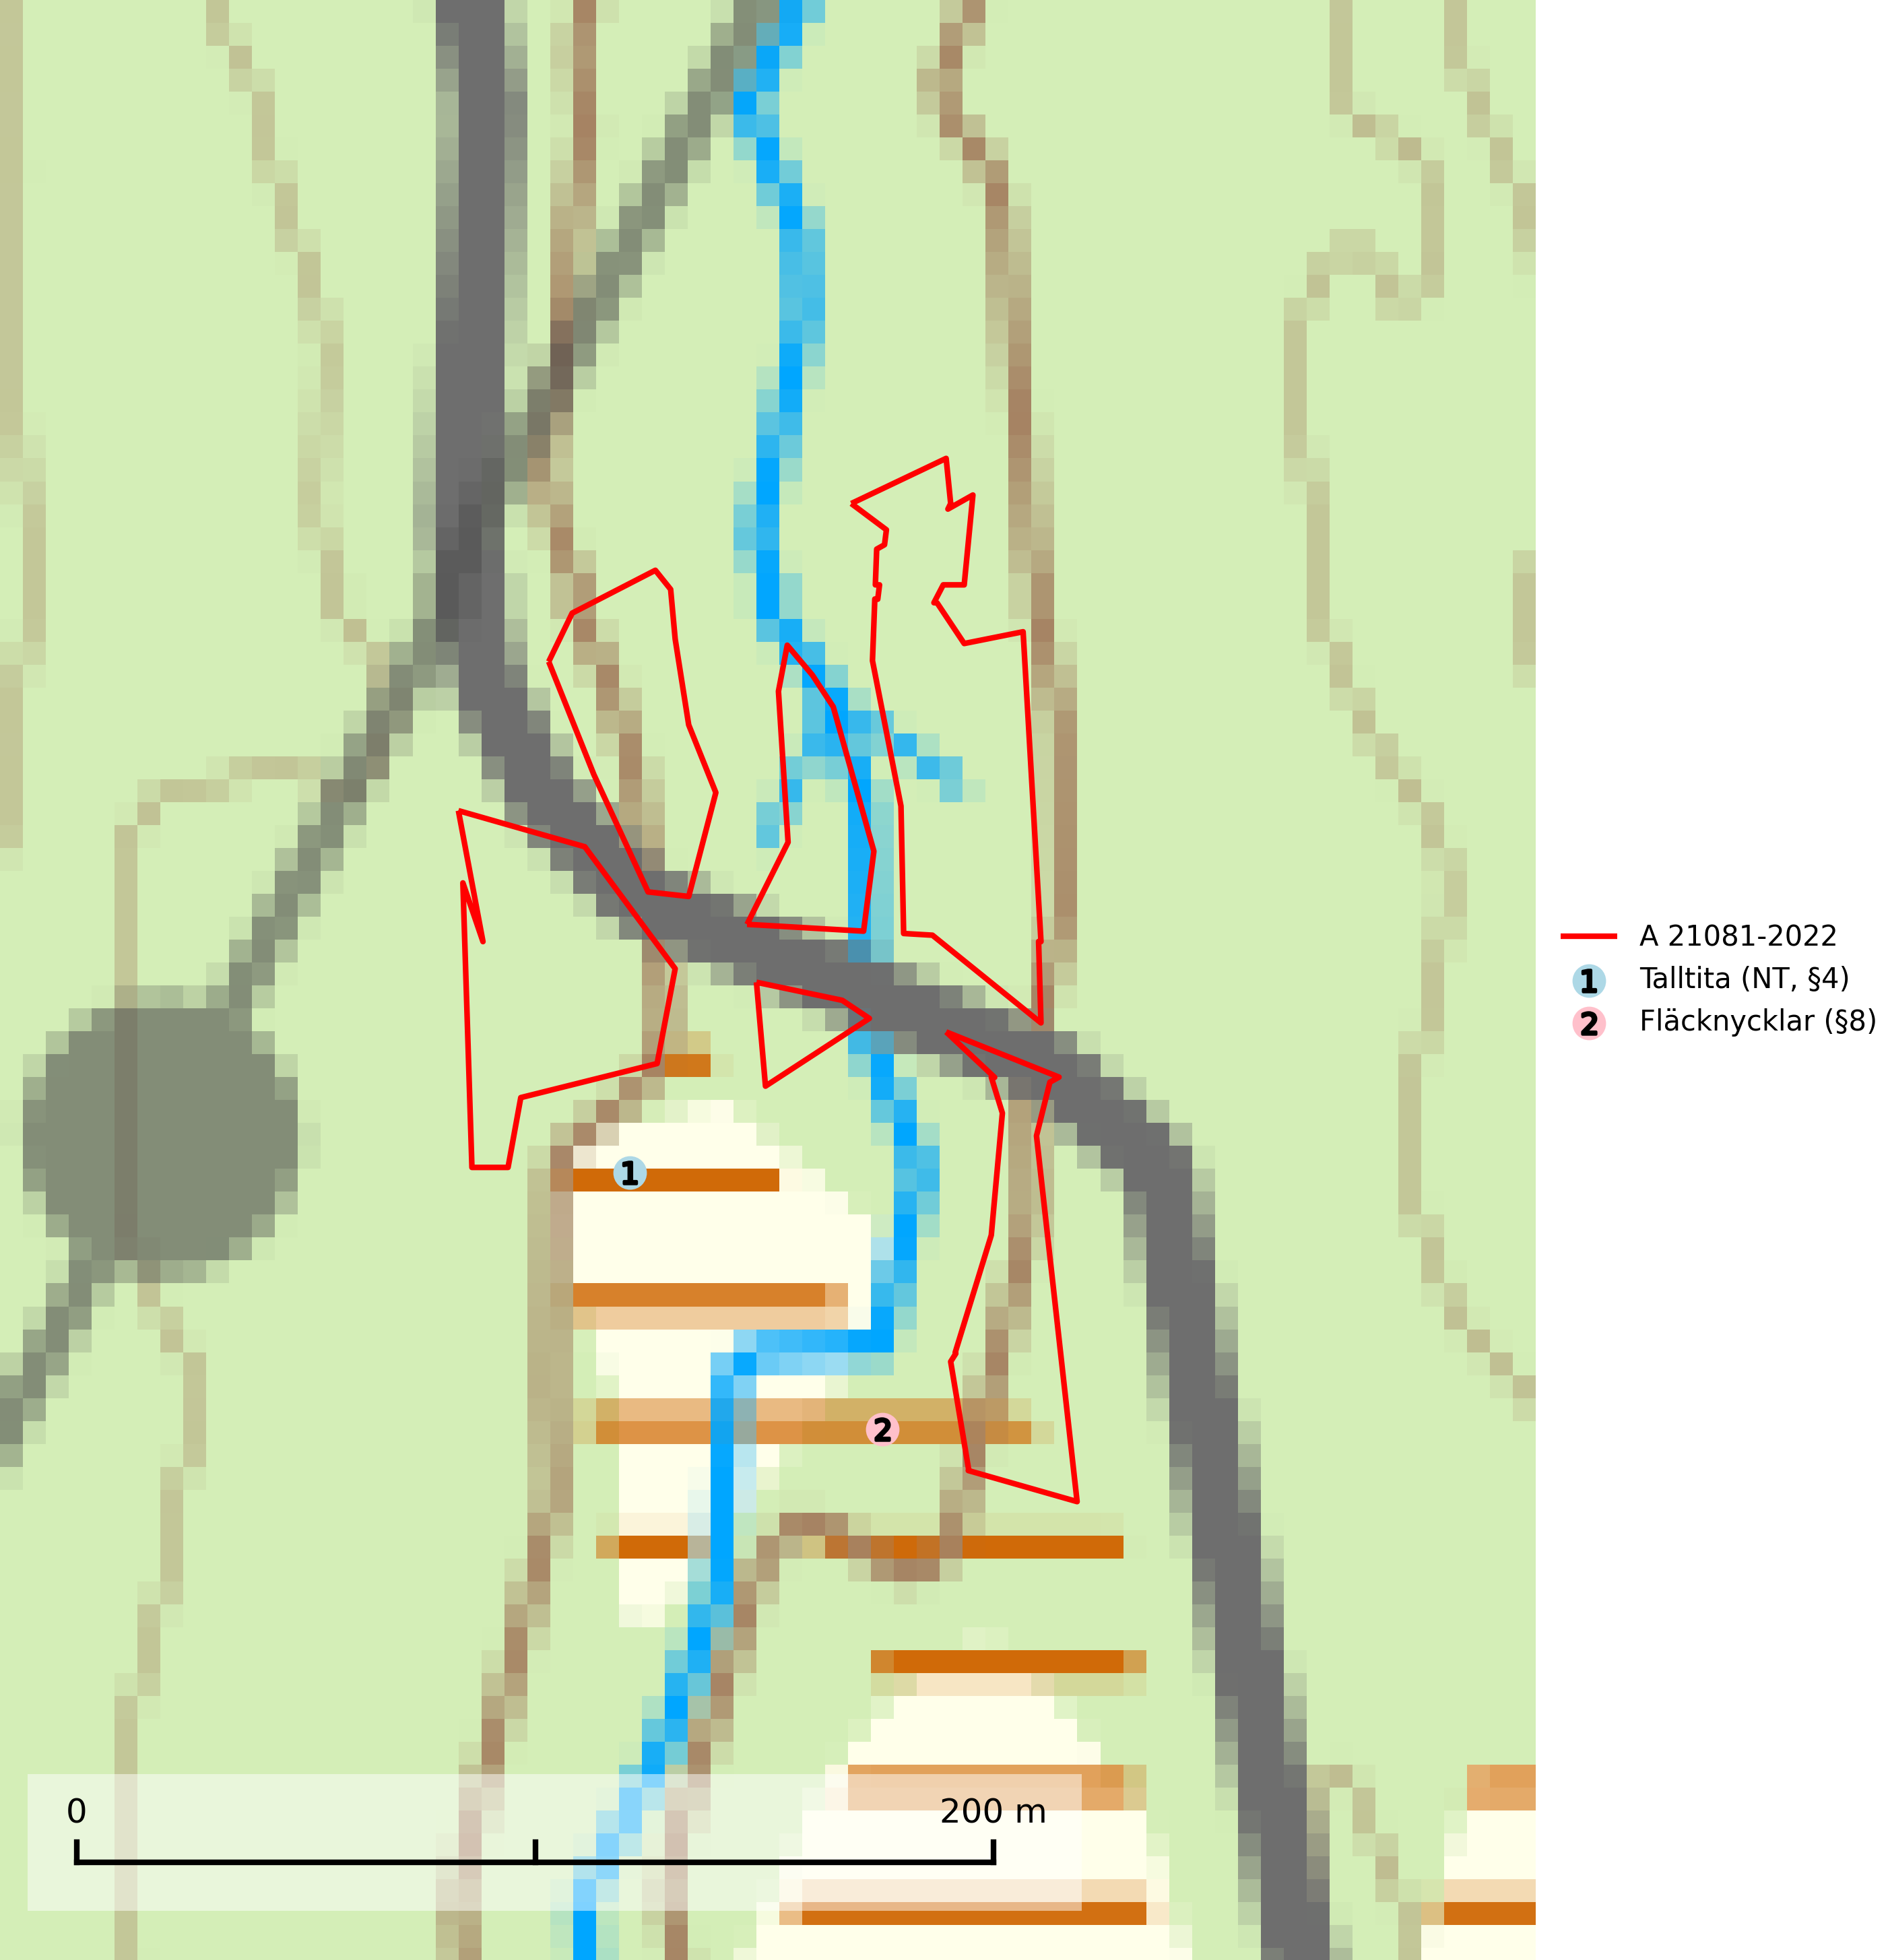 A 21081-2022
1 Talltita (NT, §4)
2 Fläcknycklar (§8)
1
2
0 200 m